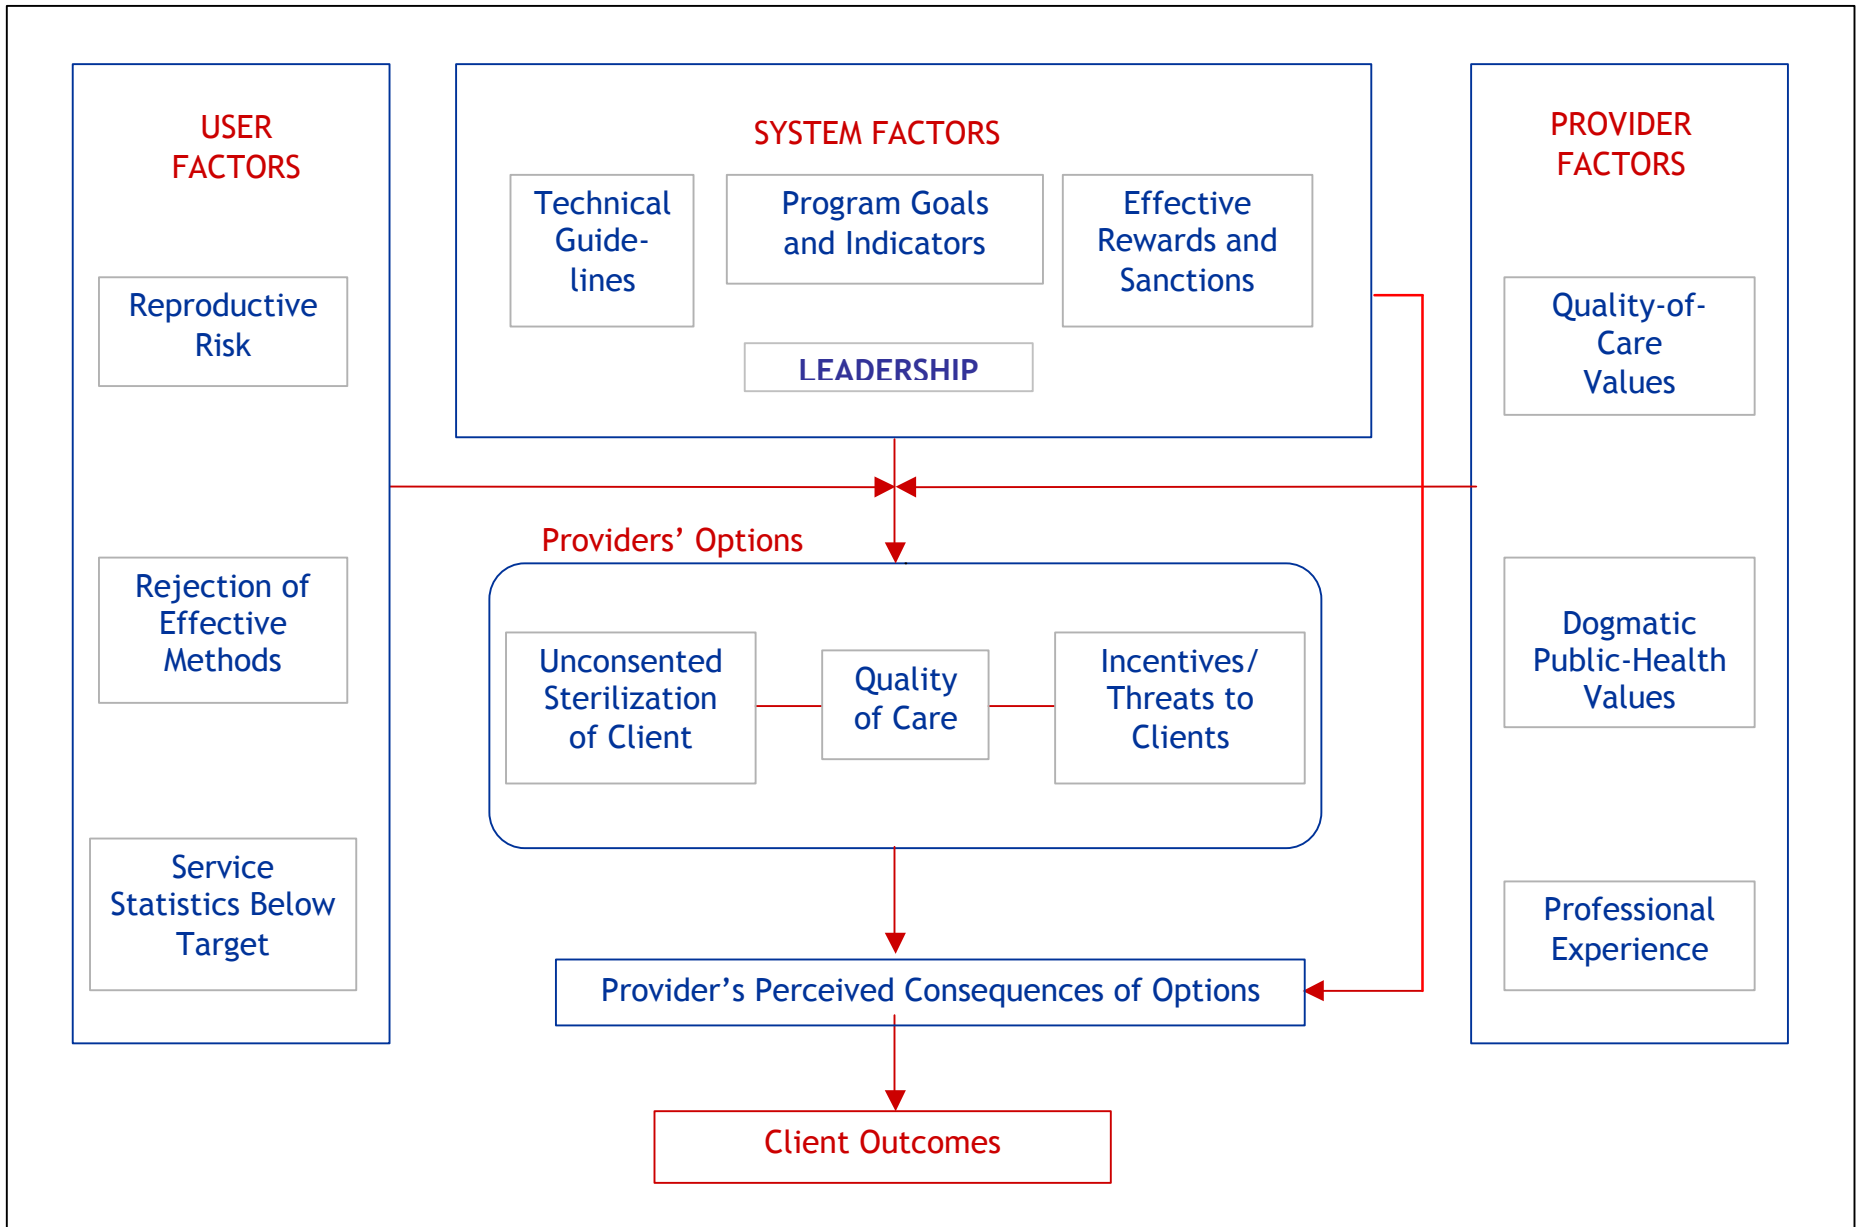 USER
FACTORS
Reproductive
Risk
Rejection of
Effective
Methods
Service
Statistics Below
Target
SYSTEM FACTORS
Technical
Guide-
lines
Program Goals
and Indicators
Effective
Rewards and
Sanctions
LEADERSHIP
PROVIDER
FACTORS
Quality-of-
Care
Values
Dogmatic
Public-Health
Values
Professional
Experience
Providers’ Options
Unconsented
Sterilization
of Client
Quality
of Care
Incentives/
Threats to
Clients
Provider’s Perceived Consequences of Options
Client Outcomes